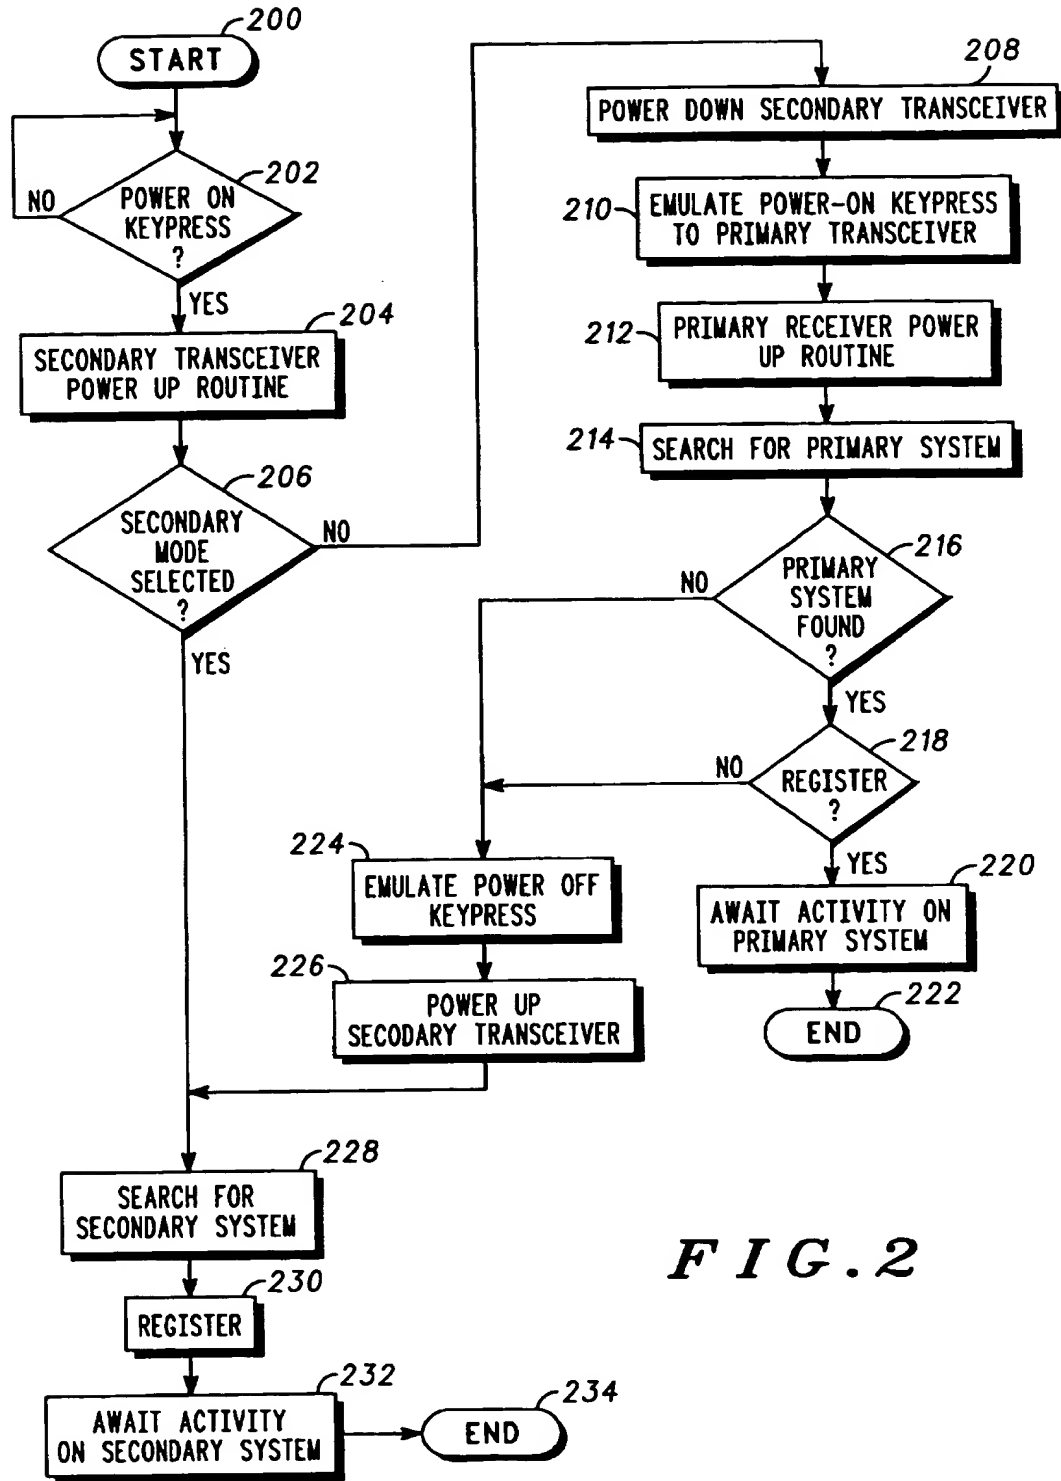 200
START
202
POWER ON
KEYPRESS
?
NO
YES
204
SECONDARY TRANSCEIVER
POWER UP ROUTINE
206
SECONDARY
MODE
SELECTED
?
NO
YES
208
POWER DOWN SECONDARY TRANSCEIVER
210
EMULATE POWER-ON KEYPRESS
TO PRIMARY TRANSCEIVER
212
PRIMARY RECEIVER POWER
UP ROUTINE
214
SEARCH FOR PRIMARY SYSTEM
216
PRIMARY
SYSTEM
FOUND
?
NO
YES
218
REGISTER
?
NO
YES
220
AWAIT ACTIVITY ON
PRIMARY SYSTEM
222
END
224
EMULATE POWER OFF
KEYPRESS
226
POWER UP
SECODARY TRANSCEIVER
228
SEARCH FOR
SECONDARY SYSTEM
230
REGISTER
232
AWAIT ACTIVITY
ON SECONDARY SYSTEM
234
END
FIG.2